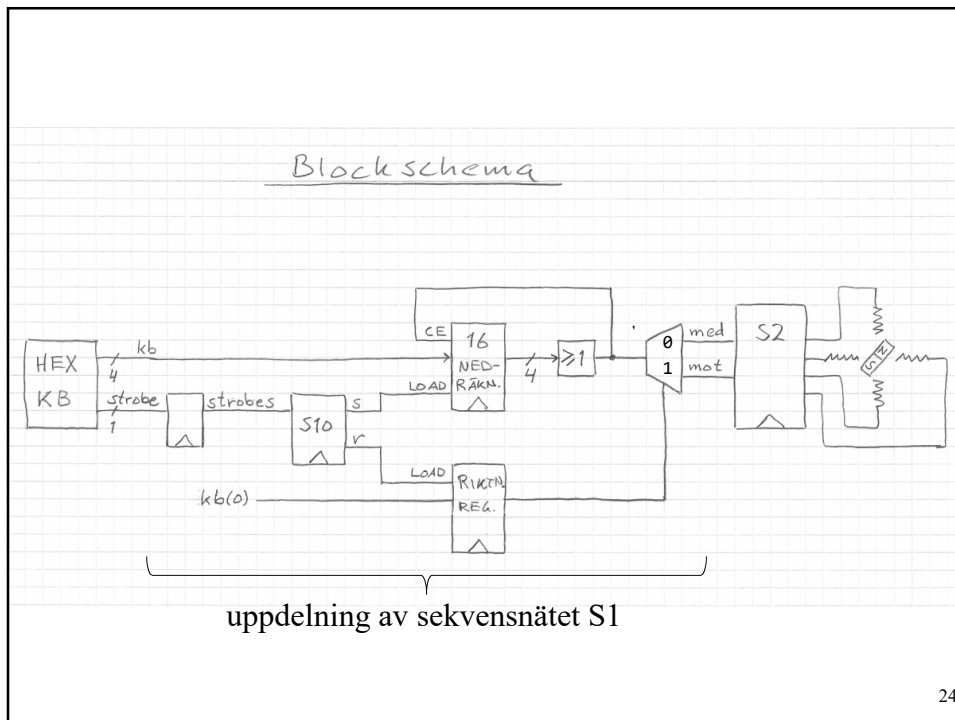 Blockschema
HEX
KB
kb
4
strobe
1
strobes
S10
s
r
CE
LOAD
16
NED-
RÄKN.
4
≥1
0
1
med
mot
S2
N
S
LOAD
kb(0)
RIKTN.
REG.
uppdelning av sekvensnätet S1
24